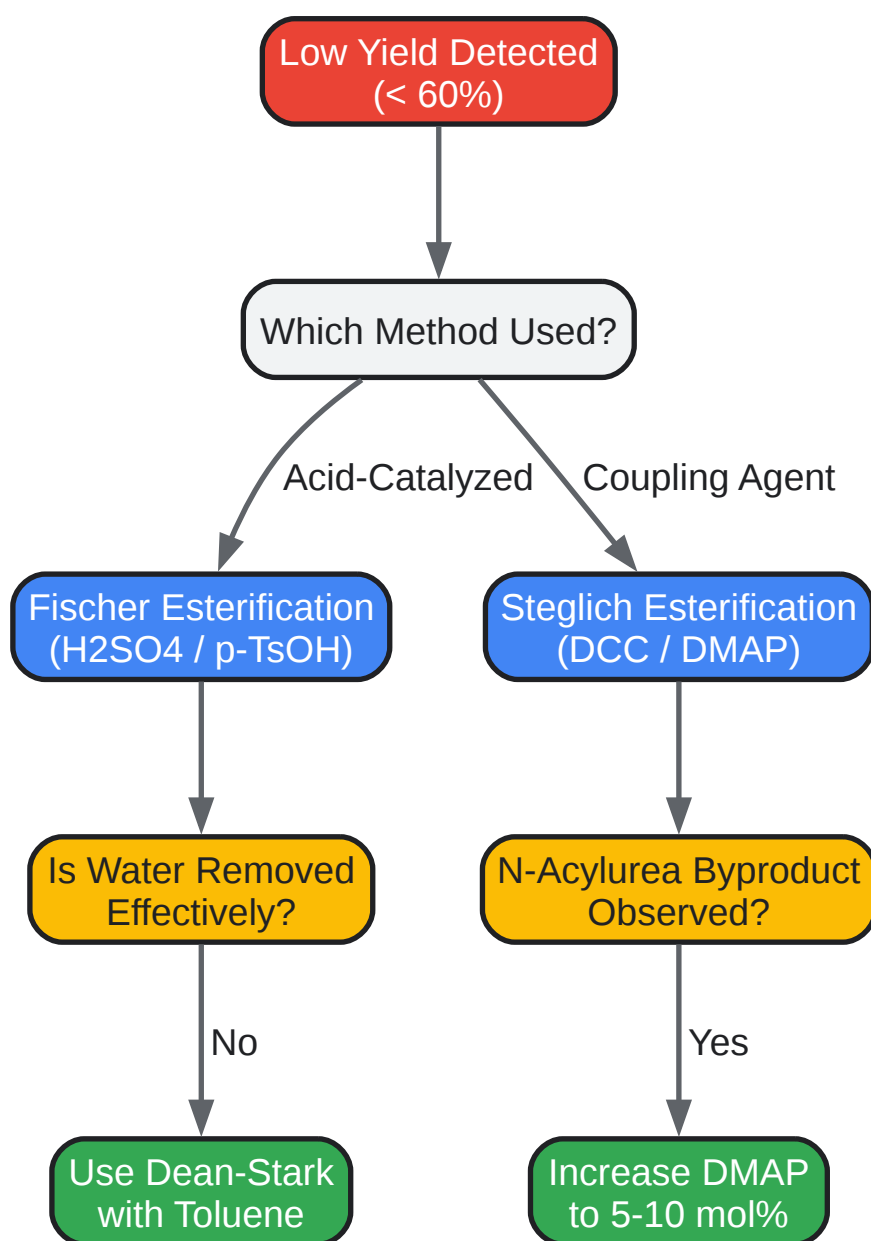 Low Yield Detected
(< 60%)
Which Method Used?
Acid-Catalyzed
Coupling Agent
Fischer Esterification
(H2SO4 / p-TsOH)
Steglich Esterification
(DCC / DMAP)
Is Water Removed
Effectively?
N-Acylurea Byproduct
Observed?
No
Yes
Use Dean-Stark
with Toluene
Increase DMAP
to 5-10 mol%